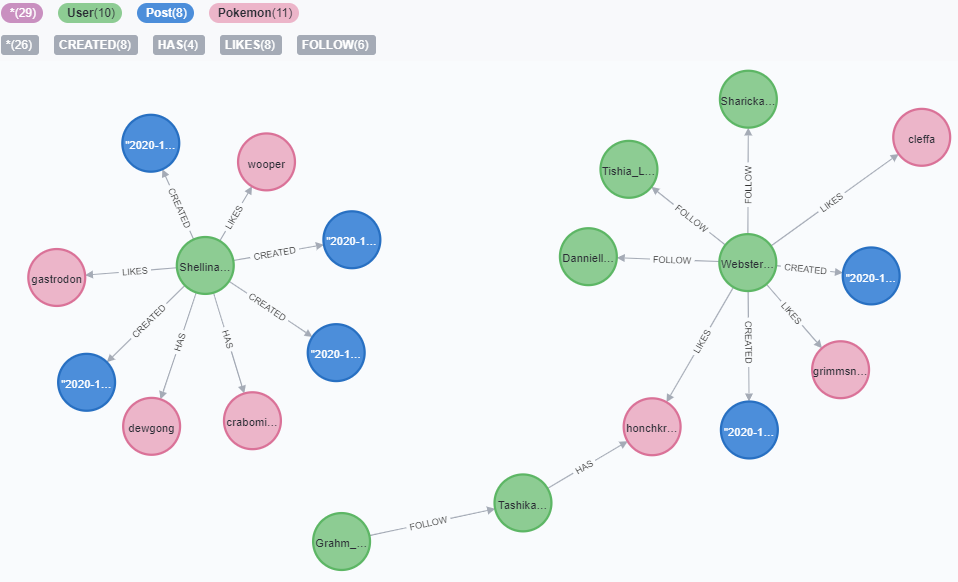 *(29) User(10) Post(8) Pokemon(11)
*(26) CREATED(8) HAS(4) LIKES(8) FOLLOW(6)
Sharicka...
cleffa
"2020-1...
wooper
Tishia_L...
FOLLOW
LIKES
CREATED
LIKES
FOLLOW
"2020-1...
CREATED
Shellina...
LIKES
gastrodon
Danniell...
FOLLOW
Webster...
CREATED
"2020-1...
CREATED
CREATED
HAS
HAS
LIKES
CREATED
LIKES
"2020-1...
"2020-1...
grimmsn...
dewgong
crabomi...
honchkr...
"2020-1...
HAS
Tashika...
FOLLOW
Grahm_...